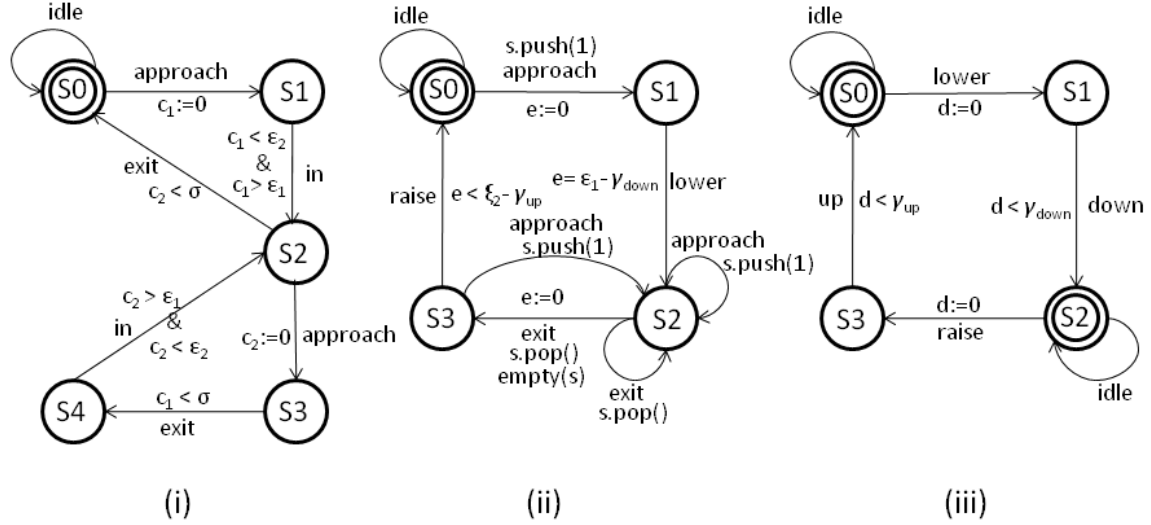 idle
approach
c₁:=0
S0
S1
c₁ < ε₂
&
c₁> ε₁
in
exit
c₂ < σ
S2
c₂ > ε₁
&
c₂ < ε₂
in
c₂:=0
approach
S4
c₁ < σ
exit
S3
(i)
idle
s.push(1)
approach
e:=0
S0
S1
raise
e < ξ₂- γup
e= ε₁- γdown
lower
approach
s.push(1)
approach
s.push(1)
S3
e:=0
exit
s.pop()
empty(s)
S2
exit
s.pop()
(ii)
idle
lower
d:=0
S0
S1
up
d < γup
d < γdown
down
S3
d:=0
raise
S2
idle
(iii)